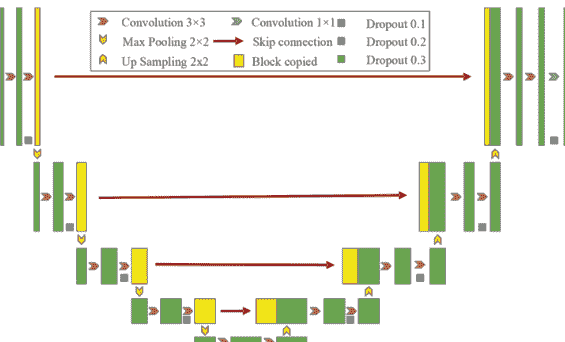 Convolution 3×3 Convolution 1×1 Dropout 0.1
Max Pooling 2×2 Skip connection Dropout 0.2
Up Sampling 2x2 Block copied Dropout 0.3